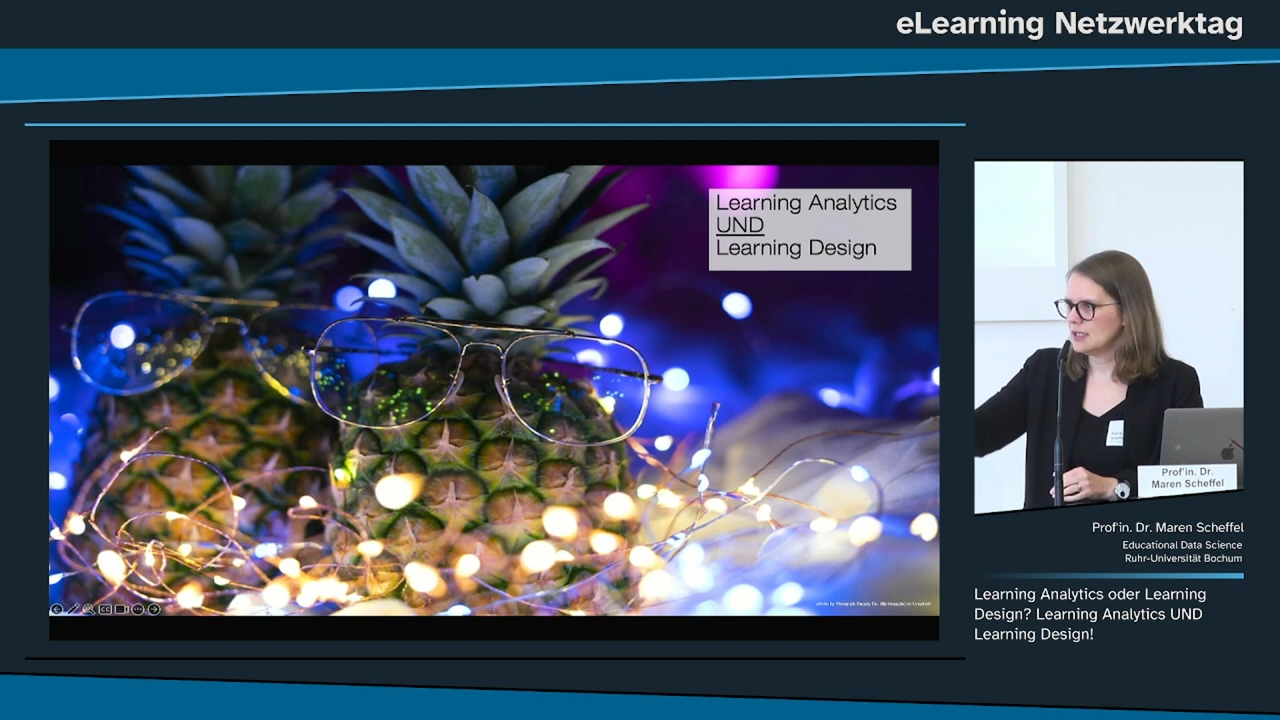 eLearning Netzwerktag
Learning Analytics
UND
Learning Design
Prof'in. Dr.
Maren Scheffel
Prof'in. Dr. Maren Scheffel
Educational Data Science
Ruhr-Universität Bochum
Learning Analytics oder Learning
Design? Learning Analytics UND
Learning Design!